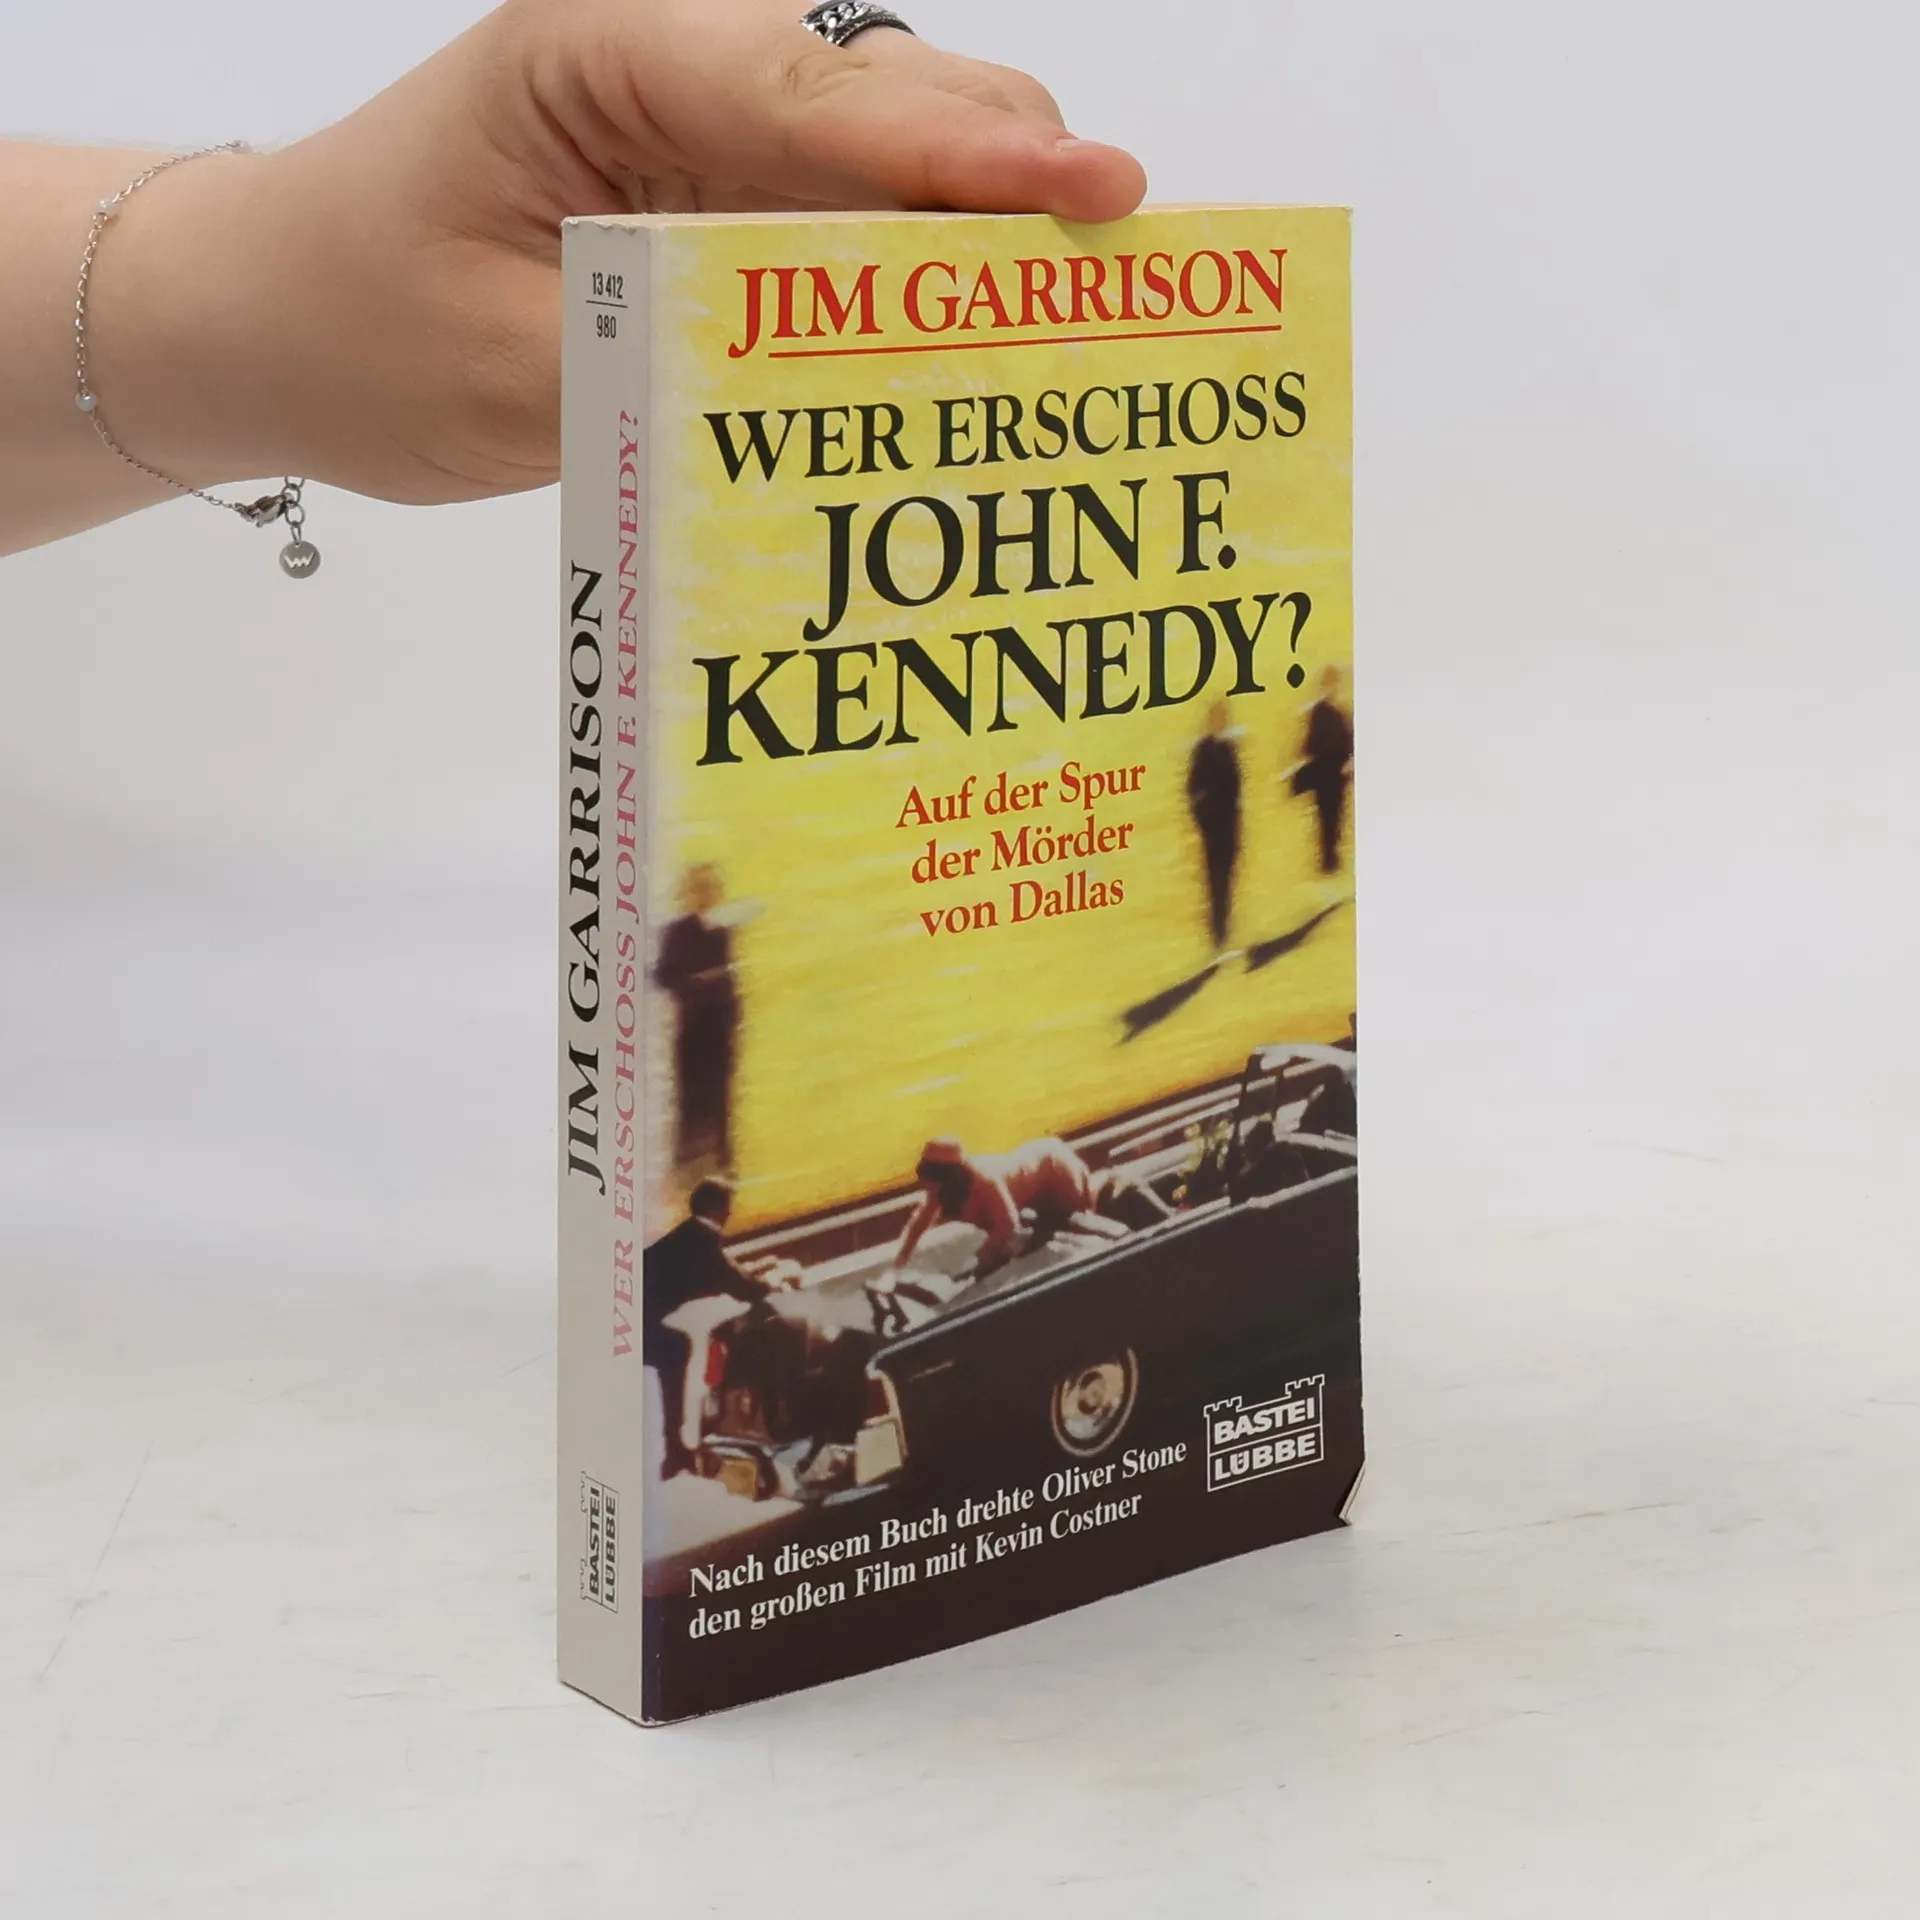 13 412
980
JIM GARRISON
WER ERSCHOSS JOHN F. KENNEDY?
BASTEI
LÜBBE
JIM GARRISON
WER ERSCHOSS
JOHN F.
KENNEDY?
Auf der Spur
der Mörder
von Dallas
BASTEI
LÜBBE
Nach diesem Buch drehte Oliver Stone
den großen Film mit Kevin Costner